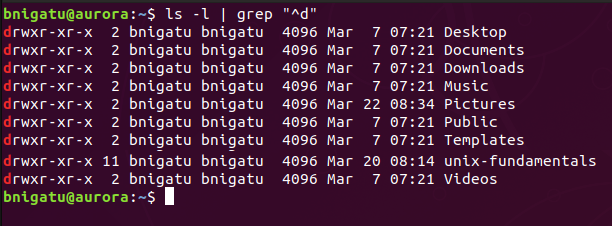 bnigatu@aurora:~$ ls -l | grep "^d"
drwxr-xr-x  2 bnigatu bnigatu  4096 Mar  7 07:21 Desktop
drwxr-xr-x  2 bnigatu bnigatu  4096 Mar  7 07:21 Documents
drwxr-xr-x  2 bnigatu bnigatu  4096 Mar  7 07:21 Downloads
drwxr-xr-x  2 bnigatu bnigatu  4096 Mar  7 07:21 Music
drwxr-xr-x  2 bnigatu bnigatu  4096 Mar 22 08:34 Pictures
drwxr-xr-x  2 bnigatu bnigatu  4096 Mar  7 07:21 Public
drwxr-xr-x  2 bnigatu bnigatu  4096 Mar  7 07:21 Templates
drwxr-xr-x 11 bnigatu bnigatu  4096 Mar 20 08:14 unix-fundamentals
drwxr-xr-x  2 bnigatu bnigatu  4096 Mar  7 07:21 Videos
bnigatu@aurora:~$